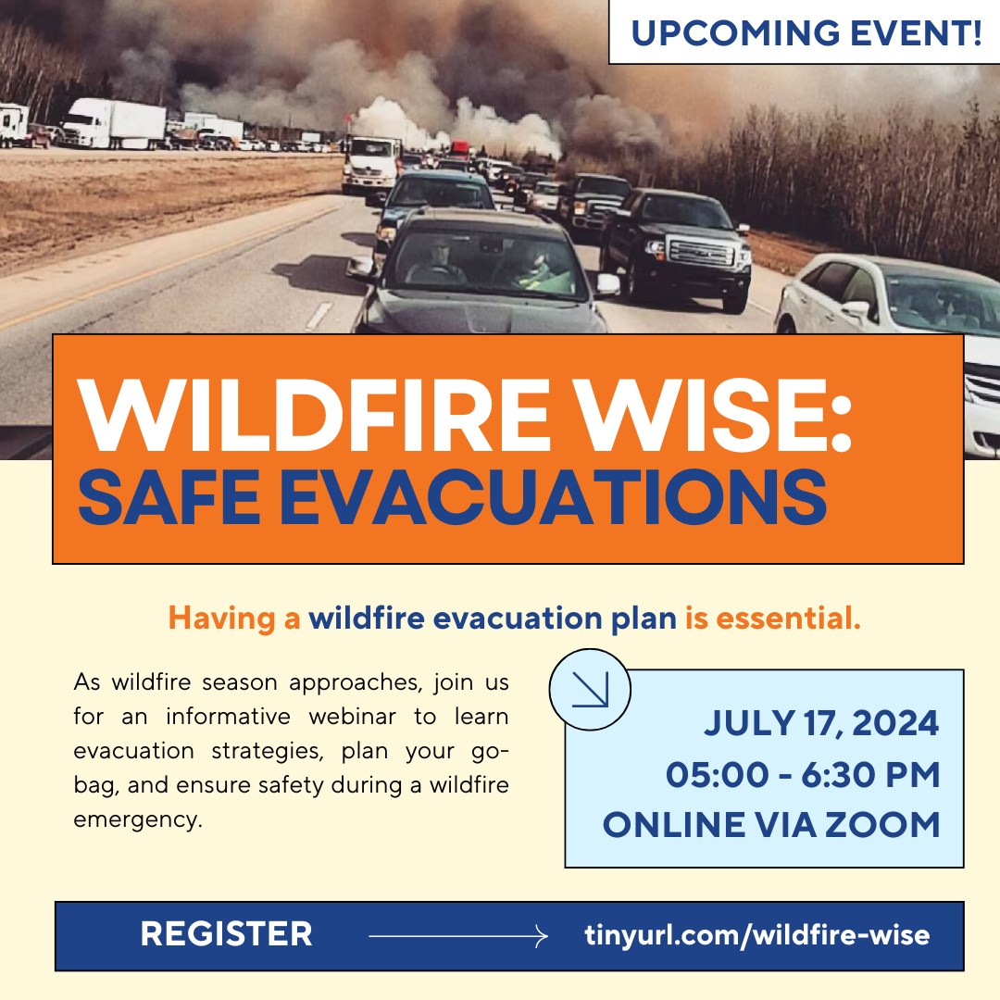 UPCOMING EVENT!
WILDFIRE WISE:
SAFE EVACUATIONS
Having a wildfire evacuation plan is essential.
As wildfire season approaches, join us
for an informative webinar to learn
evacuation strategies, plan your go-
bag, and ensure safety during a wildfire
emergency.
JULY 17, 2024
05:00 - 6:30 PM
ONLINE VIA ZOOM
REGISTER
tinyurl.com/wildfire-wise